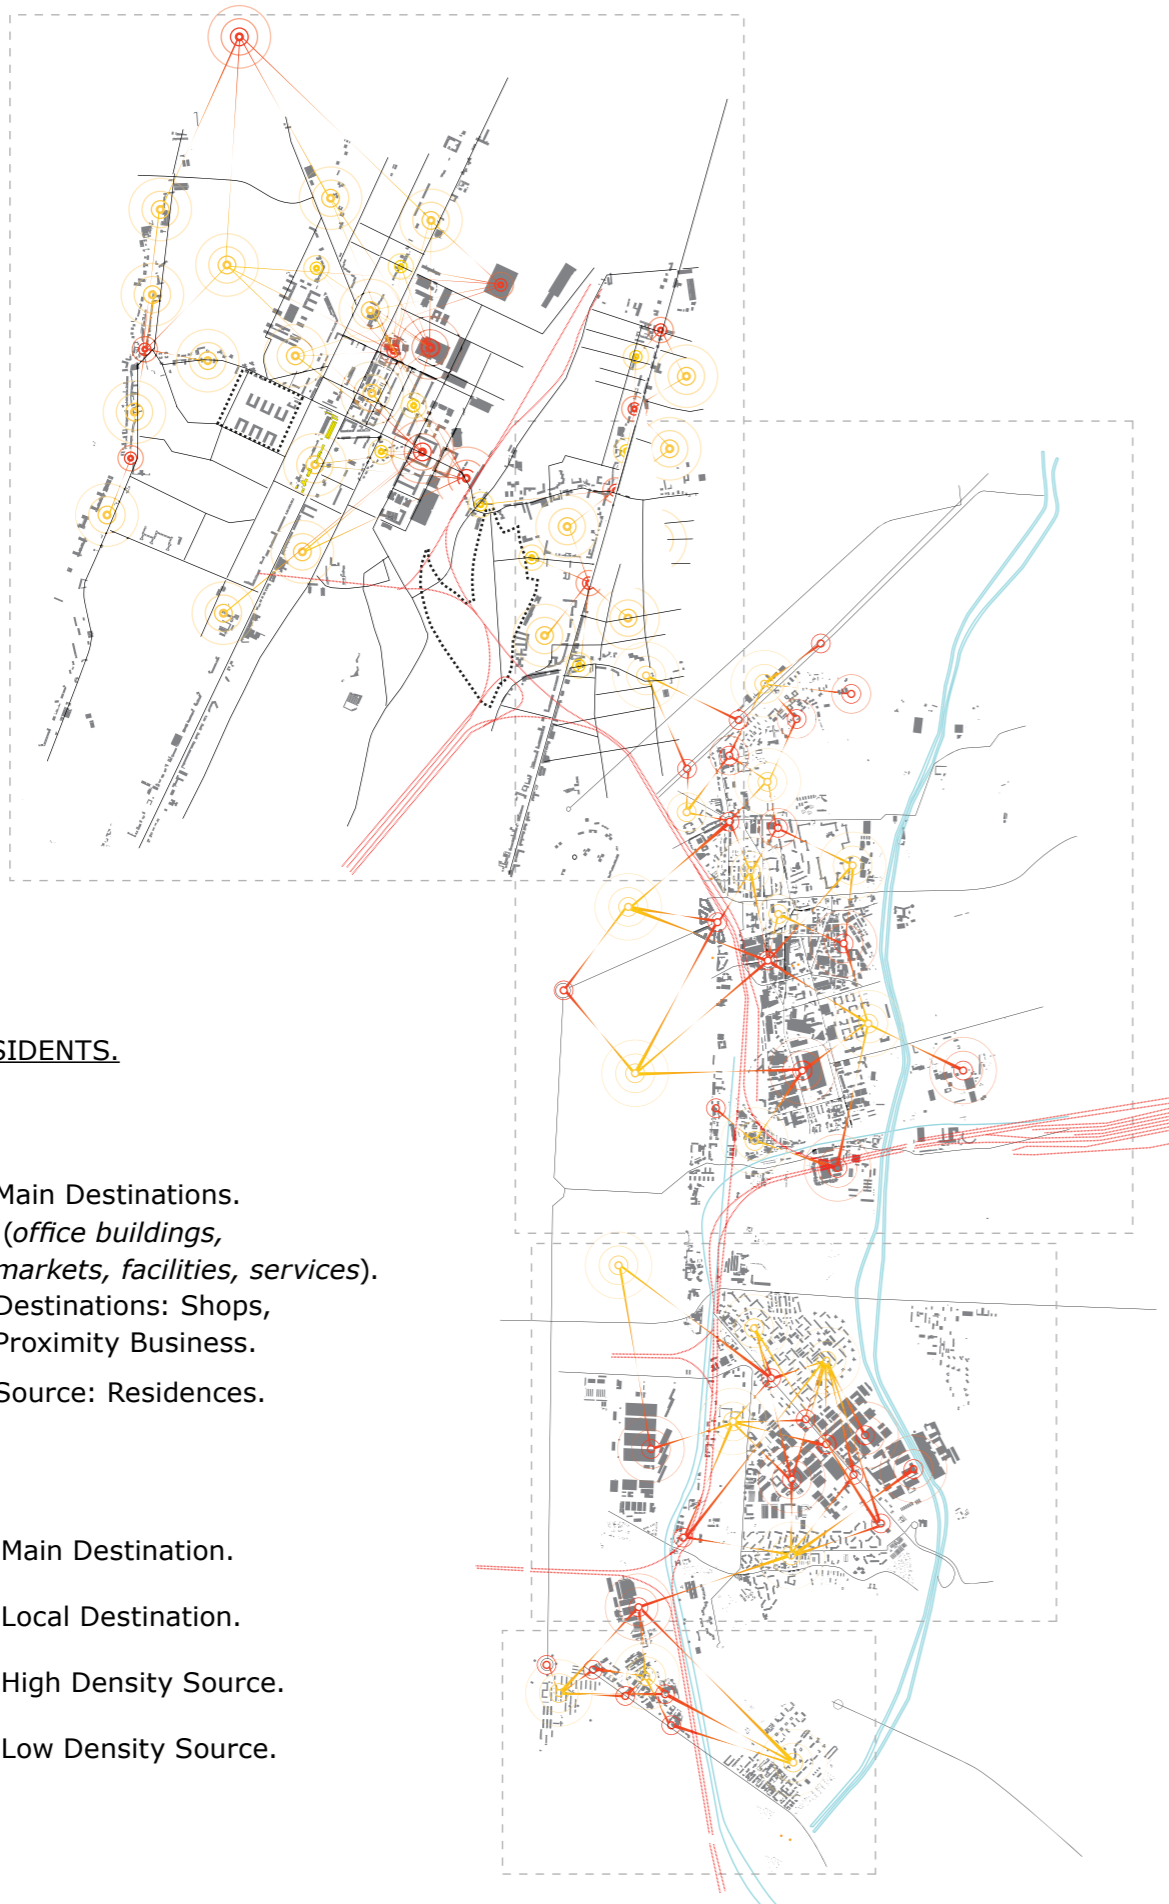 SIDENTS.
Main Destinations.
(office buildings,
markets, facilities, services).
Destinations: Shops,
Proximity Business.
Source: Residences.
Main Destination.
Local Destination.
High Density Source.
Low Density Source.